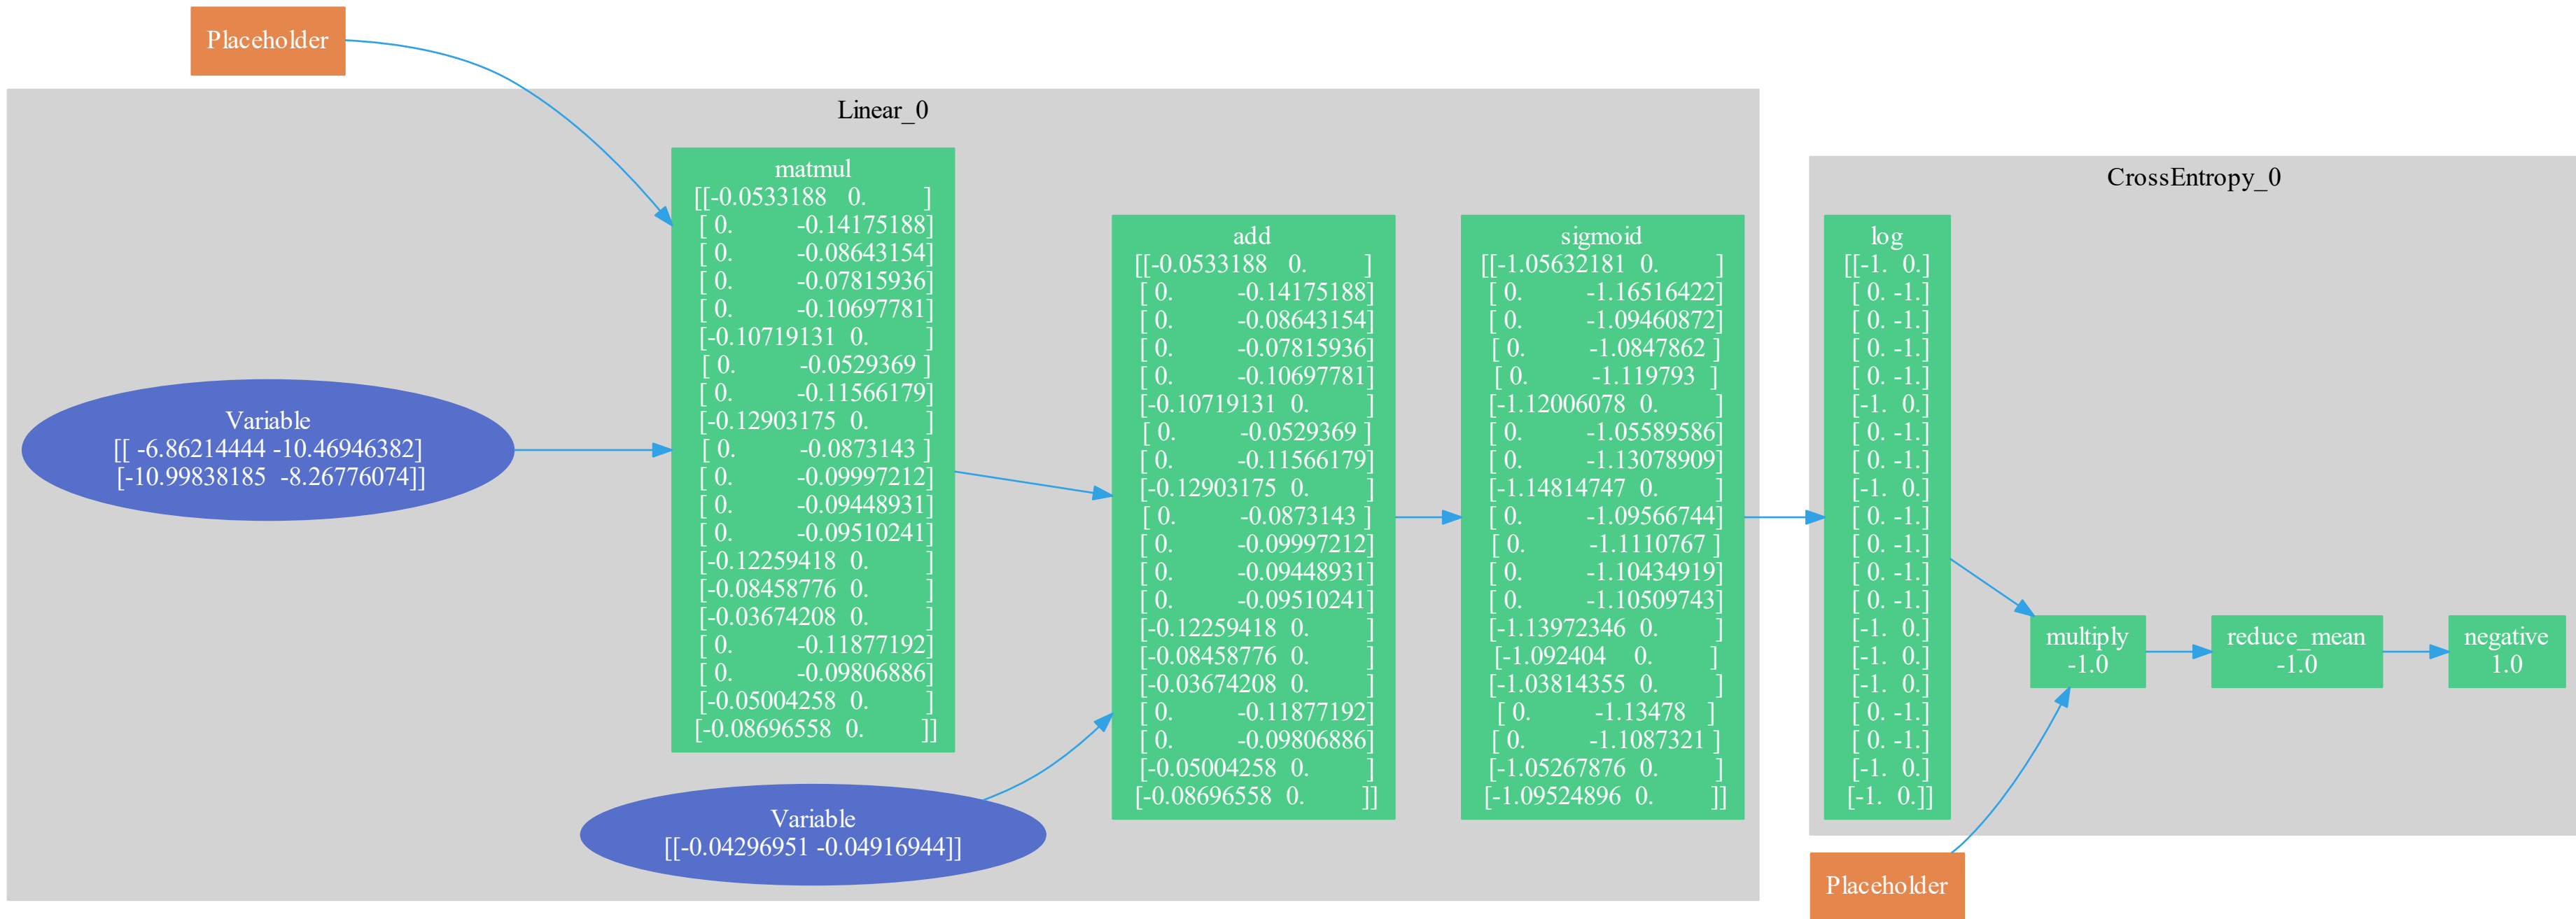 Placeholder
Linear_0
Variable
[[ -6.86214444 -10.46946382]
[-10.99838185 -8.26776074]]
matmul
[[-0.0533188 0. ]
[ 0. -0.14175188]
[ 0. -0.08643154]
[ 0. -0.07815936]
[ 0. -0.10697781]
[-0.10719131 0. ]
[ 0. -0.0529369 ]
[ 0. -0.11566179]
[-0.12903175 0. ]
[ 0. -0.0873143 ]
[ 0. -0.09997212]
[ 0. -0.09448931]
[ 0. -0.09510241]
[-0.12259418 0. ]
[-0.08458776 0. ]
[-0.03674208 0. ]
[ 0. -0.11877192]
[ 0. -0.09806886]
[-0.05004258 0. ]
[-0.08696558 0. ]]
Variable
[[-0.04296951 -0.04916944]]
add
[[-0.0533188 0. ]
[ 0. -0.14175188]
[ 0. -0.08643154]
[ 0. -0.07815936]
[ 0. -0.10697781]
[-0.10719131 0. ]
[ 0. -0.0529369 ]
[ 0. -0.11566179]
[-0.12903175 0. ]
[ 0. -0.0873143 ]
[ 0. -0.09997212]
[ 0. -0.09448931]
[ 0. -0.09510241]
[-0.12259418 0. ]
[-0.08458776 0. ]
[-0.03674208 0. ]
[ 0. -0.11877192]
[ 0. -0.09806886]
[-0.05004258 0. ]
[-0.08696558 0. ]]
sigmoid
[[-1.05632181 0. ]
[ 0. -1.16516422]
[ 0. -1.09460872]
[ 0. -1.0847862 ]
[ 0. -1.119793 ]
[-1.12006078 0. ]
[ 0. -1.05589586]
[ 0. -1.13078909]
[-1.14814747 0. ]
[ 0. -1.09566744]
[ 0. -1.1110767 ]
[ 0. -1.10434919]
[ 0. -1.10509743]
[-1.13972346 0. ]
[-1.092404 0. ]
[-1.03814355 0. ]
[ 0. -1.13478 ]
[ 0. -1.1087321 ]
[-1.05267876 0. ]
[-1.09524896 0. ]]
CrossEntropy_0
log
[[-1. 0.]
[ 0. -1.]
[ 0. -1.]
[ 0. -1.]
[ 0. -1.]
[-1. 0.]
[ 0. -1.]
[ 0. -1.]
[-1. 0.]
[ 0. -1.]
[ 0. -1.]
[ 0. -1.]
[ 0. -1.]
[-1. 0.]
[-1. 0.]
[-1. 0.]
[ 0. -1.]
[ 0. -1.]
[-1. 0.]
[-1. 0.]]
multiply
-1.0
reduce_mean
-1.0
negative
1.0
Placeholder